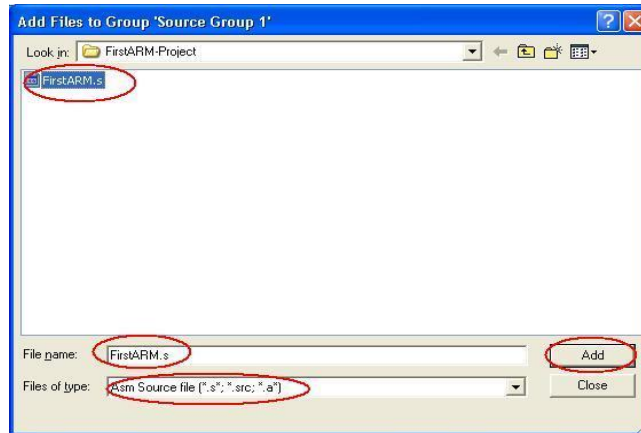 Add Files to Group 'Source Group 1'
Look in: FirstARM-Project
FirstARM.s
File name: FirstARM.s Add
Files of type: Asm Source file (*.s*; *.src; *.a*) Close